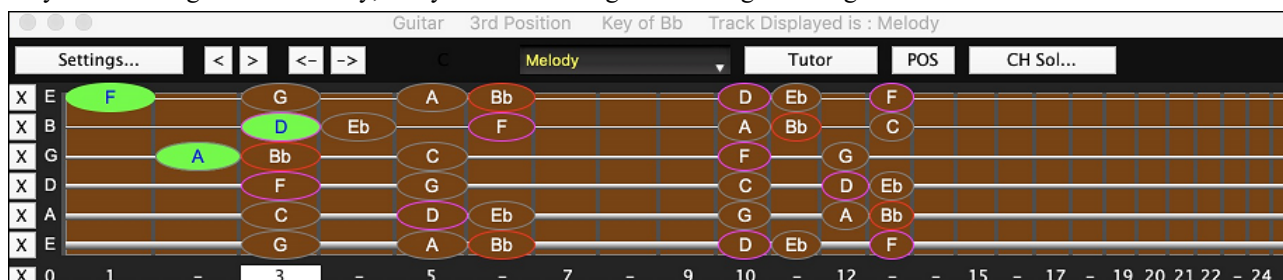 Guitar 3rd Position Key of Bb Track Displayed is : Melody
Settings... < > <- -> C Melody Tutor POS CH Sol...
X E F G A Bb D Eb F
X B D Eb F A Bb C
X G A Bb C F G
X D F G C D Eb
X A C D Eb G A Bb
X E G A Bb D Eb F
X 0 1 - 3 - 5 - 7 - 9 10 - 12 - - 15 - 17 - 19 20 21 22 - 24